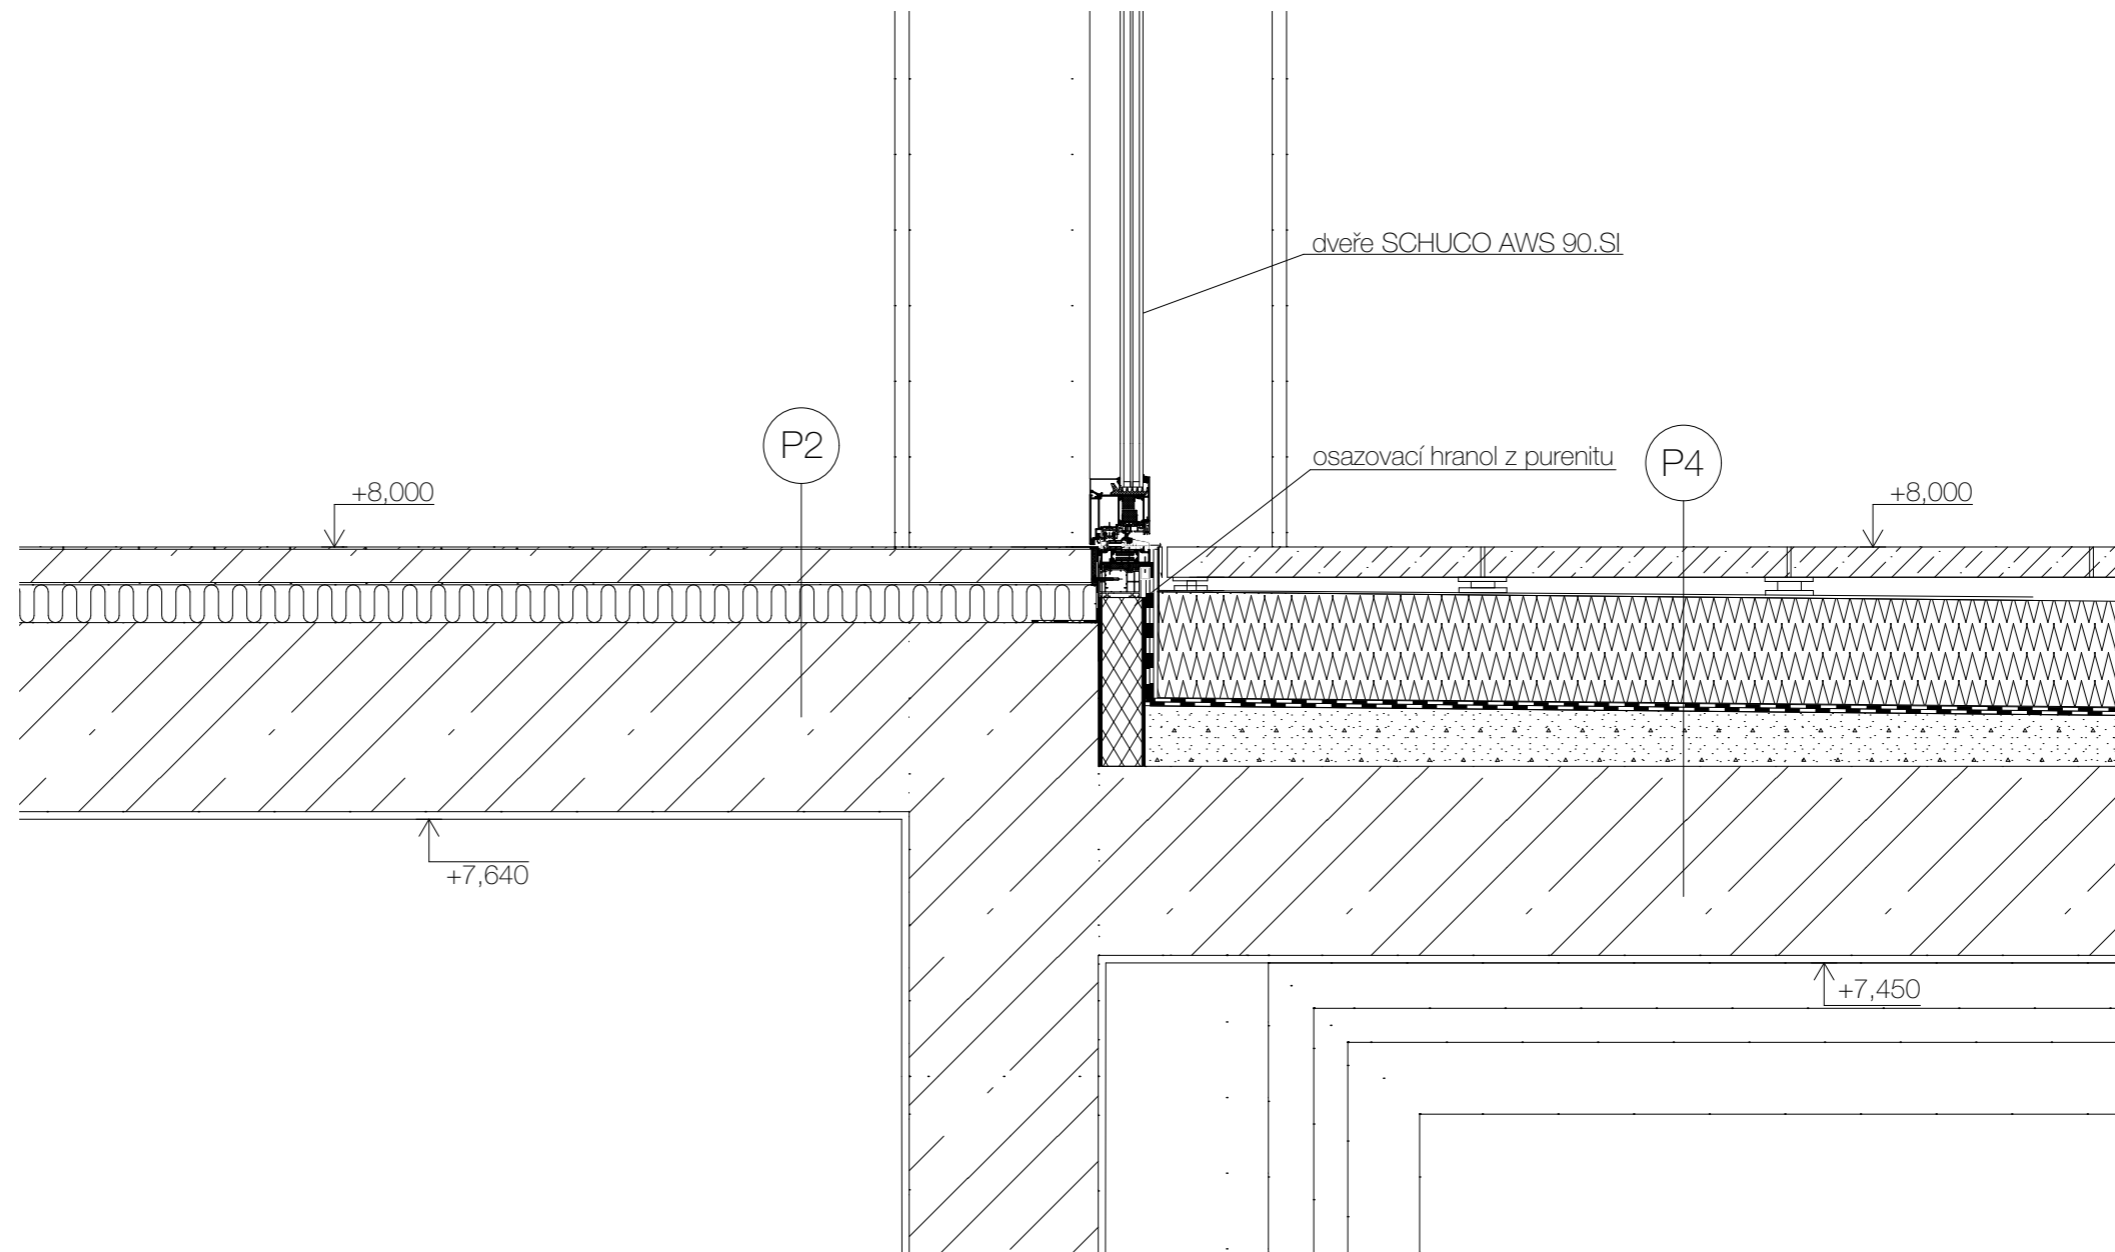 dveře SCHUCO AWS 90.SI
P2
osazovací hranol z purenitu
P4
+8,000
+8,000
+7,640
+7,450